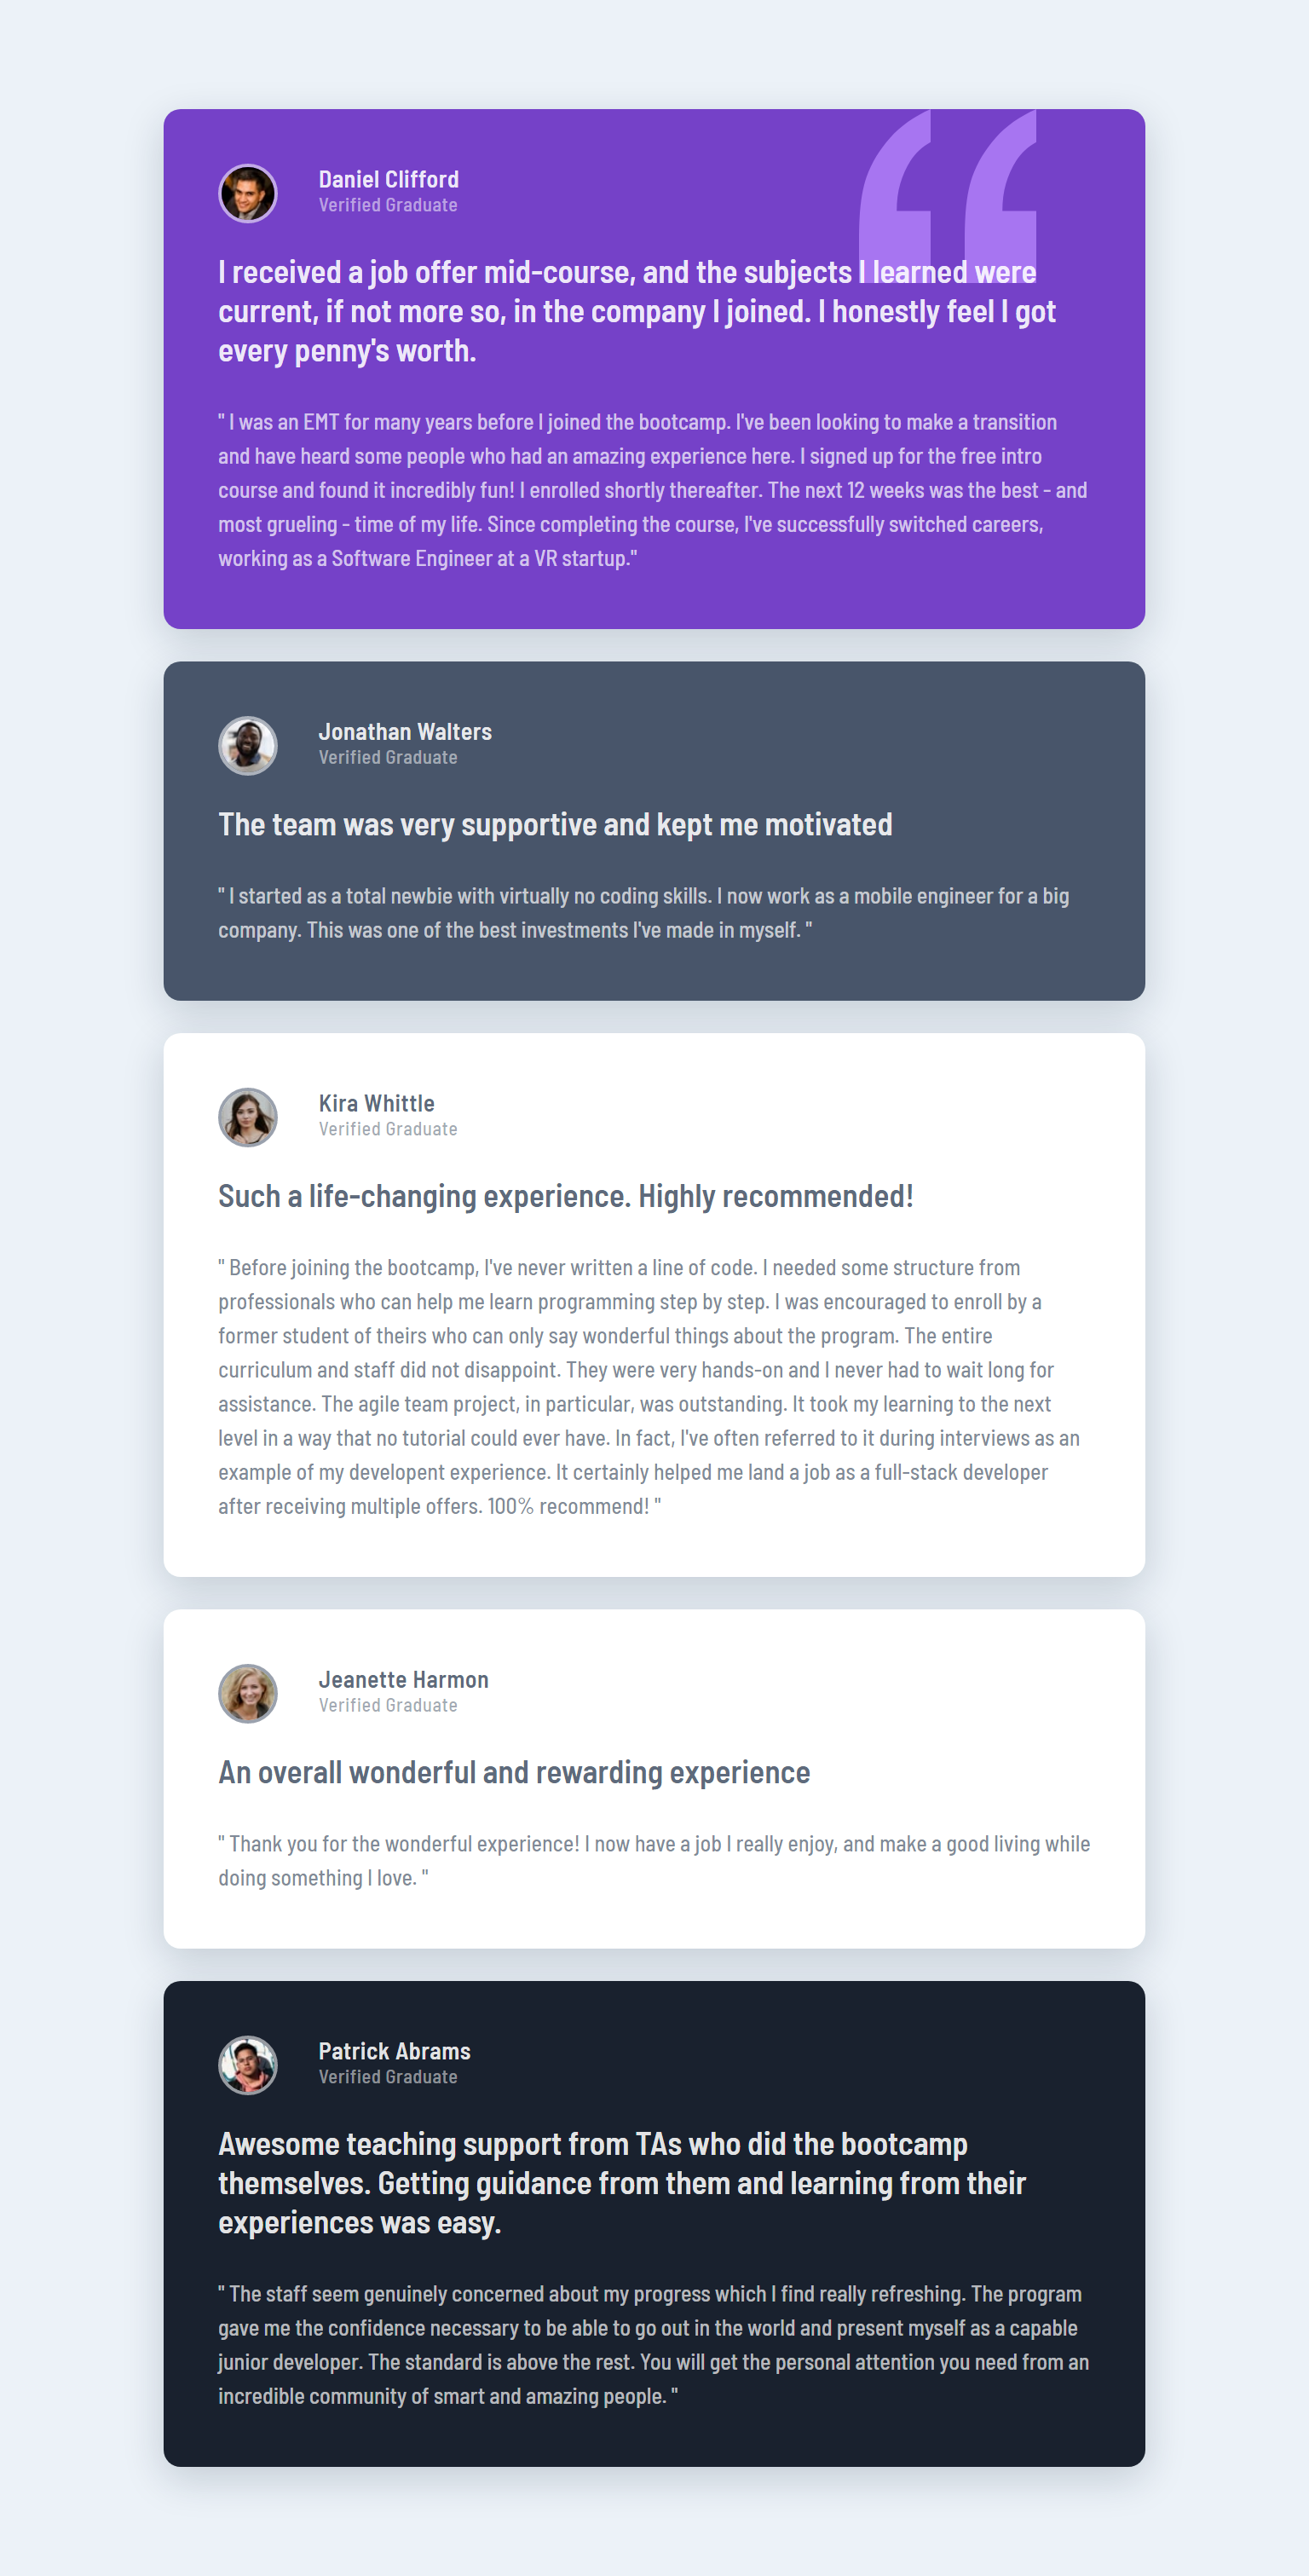 Daniel Clifford
Verified Graduate
I received a job offer mid-course, and the subjects I learned were
current, if not more so, in the company I joined. I honestly feel I got
every penny's worth.
" I was an EMT for many years before I joined the bootcamp. I've been looking to make a transition
and have heard some people who had an amazing experience here. I signed up for the free intro
course and found it incredibly fun! I enrolled shortly thereafter. The next 12 weeks was the best - and
most grueling - time of my life. Since completing the course, I've successfully switched careers,
working as a Software Engineer at a VR startup."
Jonathan Walters
Verified Graduate
The team was very supportive and kept me motivated
" I started as a total newbie with virtually no coding skills. I now work as a mobile engineer for a big
company. This was one of the best investments I've made in myself. "
Kira Whittle
Verified Graduate
Such a life-changing experience. Highly recommended!
" Before joining the bootcamp, I've never written a line of code. I needed some structure from
professionals who can help me learn programming step by step. I was encouraged to enroll by a
former student of theirs who can only say wonderful things about the program. The entire
curriculum and staff did not disappoint. They were very hands-on and I never had to wait long for
assistance. The agile team project, in particular, was outstanding. It took my learning to the next
level in a way that no tutorial could ever have. In fact, I've often referred to it during interviews as an
example of my developent experience. It certainly helped me land a job as a full-stack developer
after receiving multiple offers. 100% recommend! "
Jeanette Harmon
Verified Graduate
An overall wonderful and rewarding experience
" Thank you for the wonderful experience! I now have a job I really enjoy, and make a good living while
doing something I love. "
Patrick Abrams
Verified Graduate
Awesome teaching support from TAs who did the bootcamp
themselves. Getting guidance from them and learning from their
experiences was easy.
" The staff seem genuinely concerned about my progress which I find really refreshing. The program
gave me the confidence necessary to be able to go out in the world and present myself as a capable
junior developer. The standard is above the rest. You will get the personal attention you need from an
incredible community of smart and amazing people. "